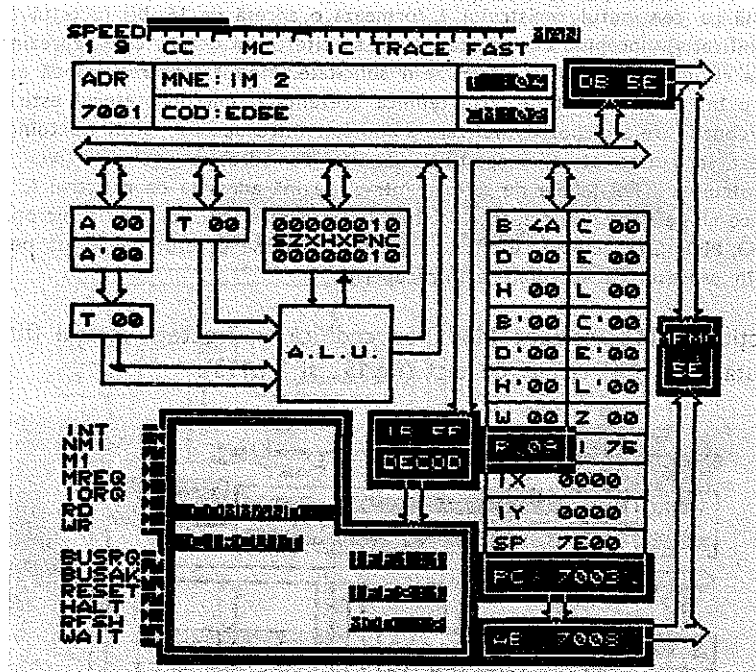 SPEED
1 9 CC MC IC TRACE FAST
ADR MNE:IM 2
7001 COD:ED5E
DB 5E
A 00
A'00
T 00
00000010
SZXHXPNC
00000010
B 4A C 00
D 00 E 00
H 00 L 00
B'00 C'00
D'00 E'00
H'00 L'00
W 00 Z 00
I 7E
IX 0000
IY 0000
SP 7E00
PC 7003
AB 7003
T 00
A.L.U.
MEMO
5E
DECOD
INT
NMI
M1
MREQ
IORQ
RD
WR
BUSRQ
BUSAK
RESET
HALT
RFSH
WAIT